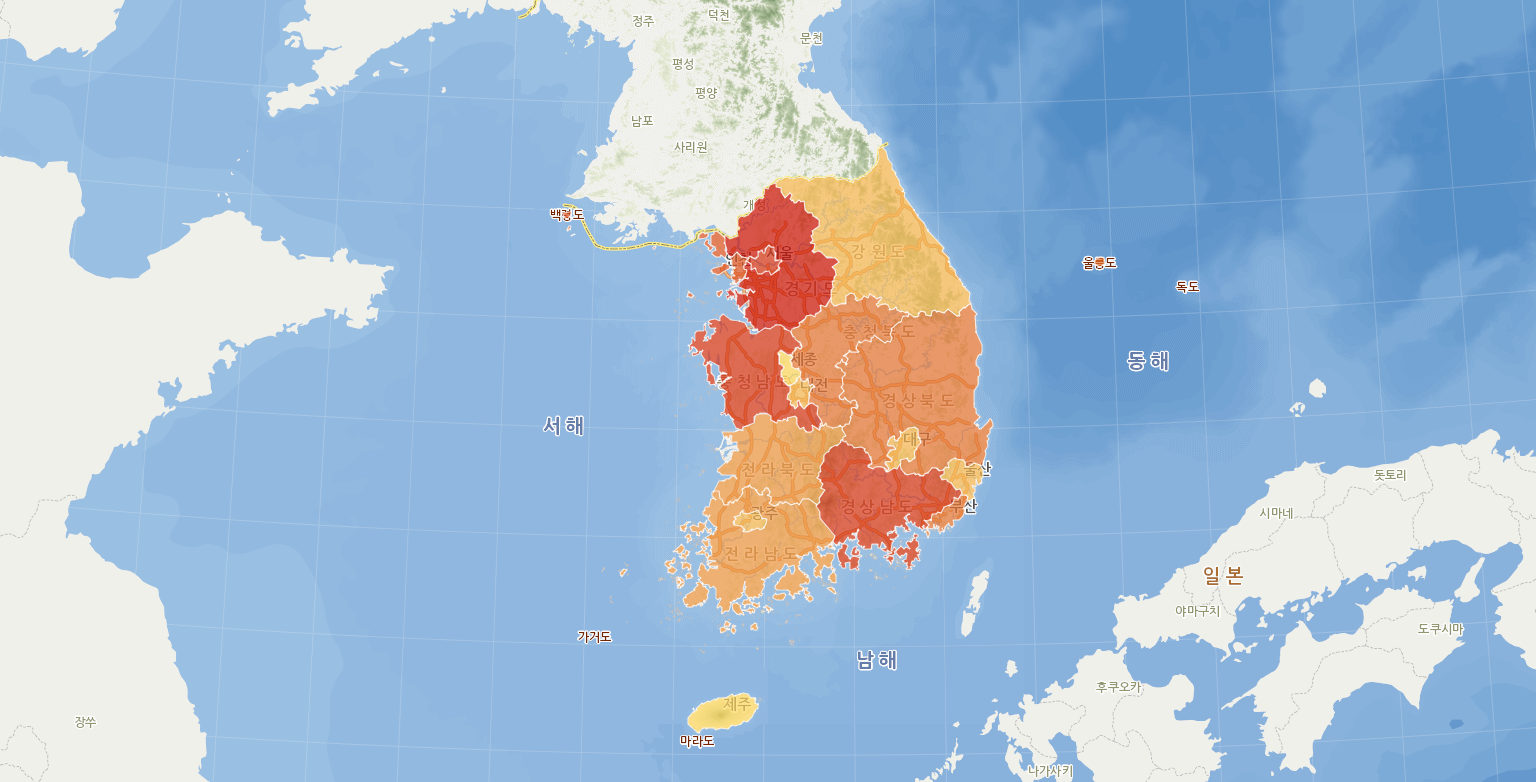 정주
덕천
문천
평성
평양
남포
사리원
개성
백령도
강원도
인천
서울
울릉도
독도
경기도
충청북도
세종
동해
충청남도
대전
경상북도
서해
대구
전라북도
울산
돗토리
경상남도
부산
광주
시마네
전라남도
일본
야마구치
가거도
도쿠시마
남해
후쿠오카
제주
장쑤
마라도
나가사키